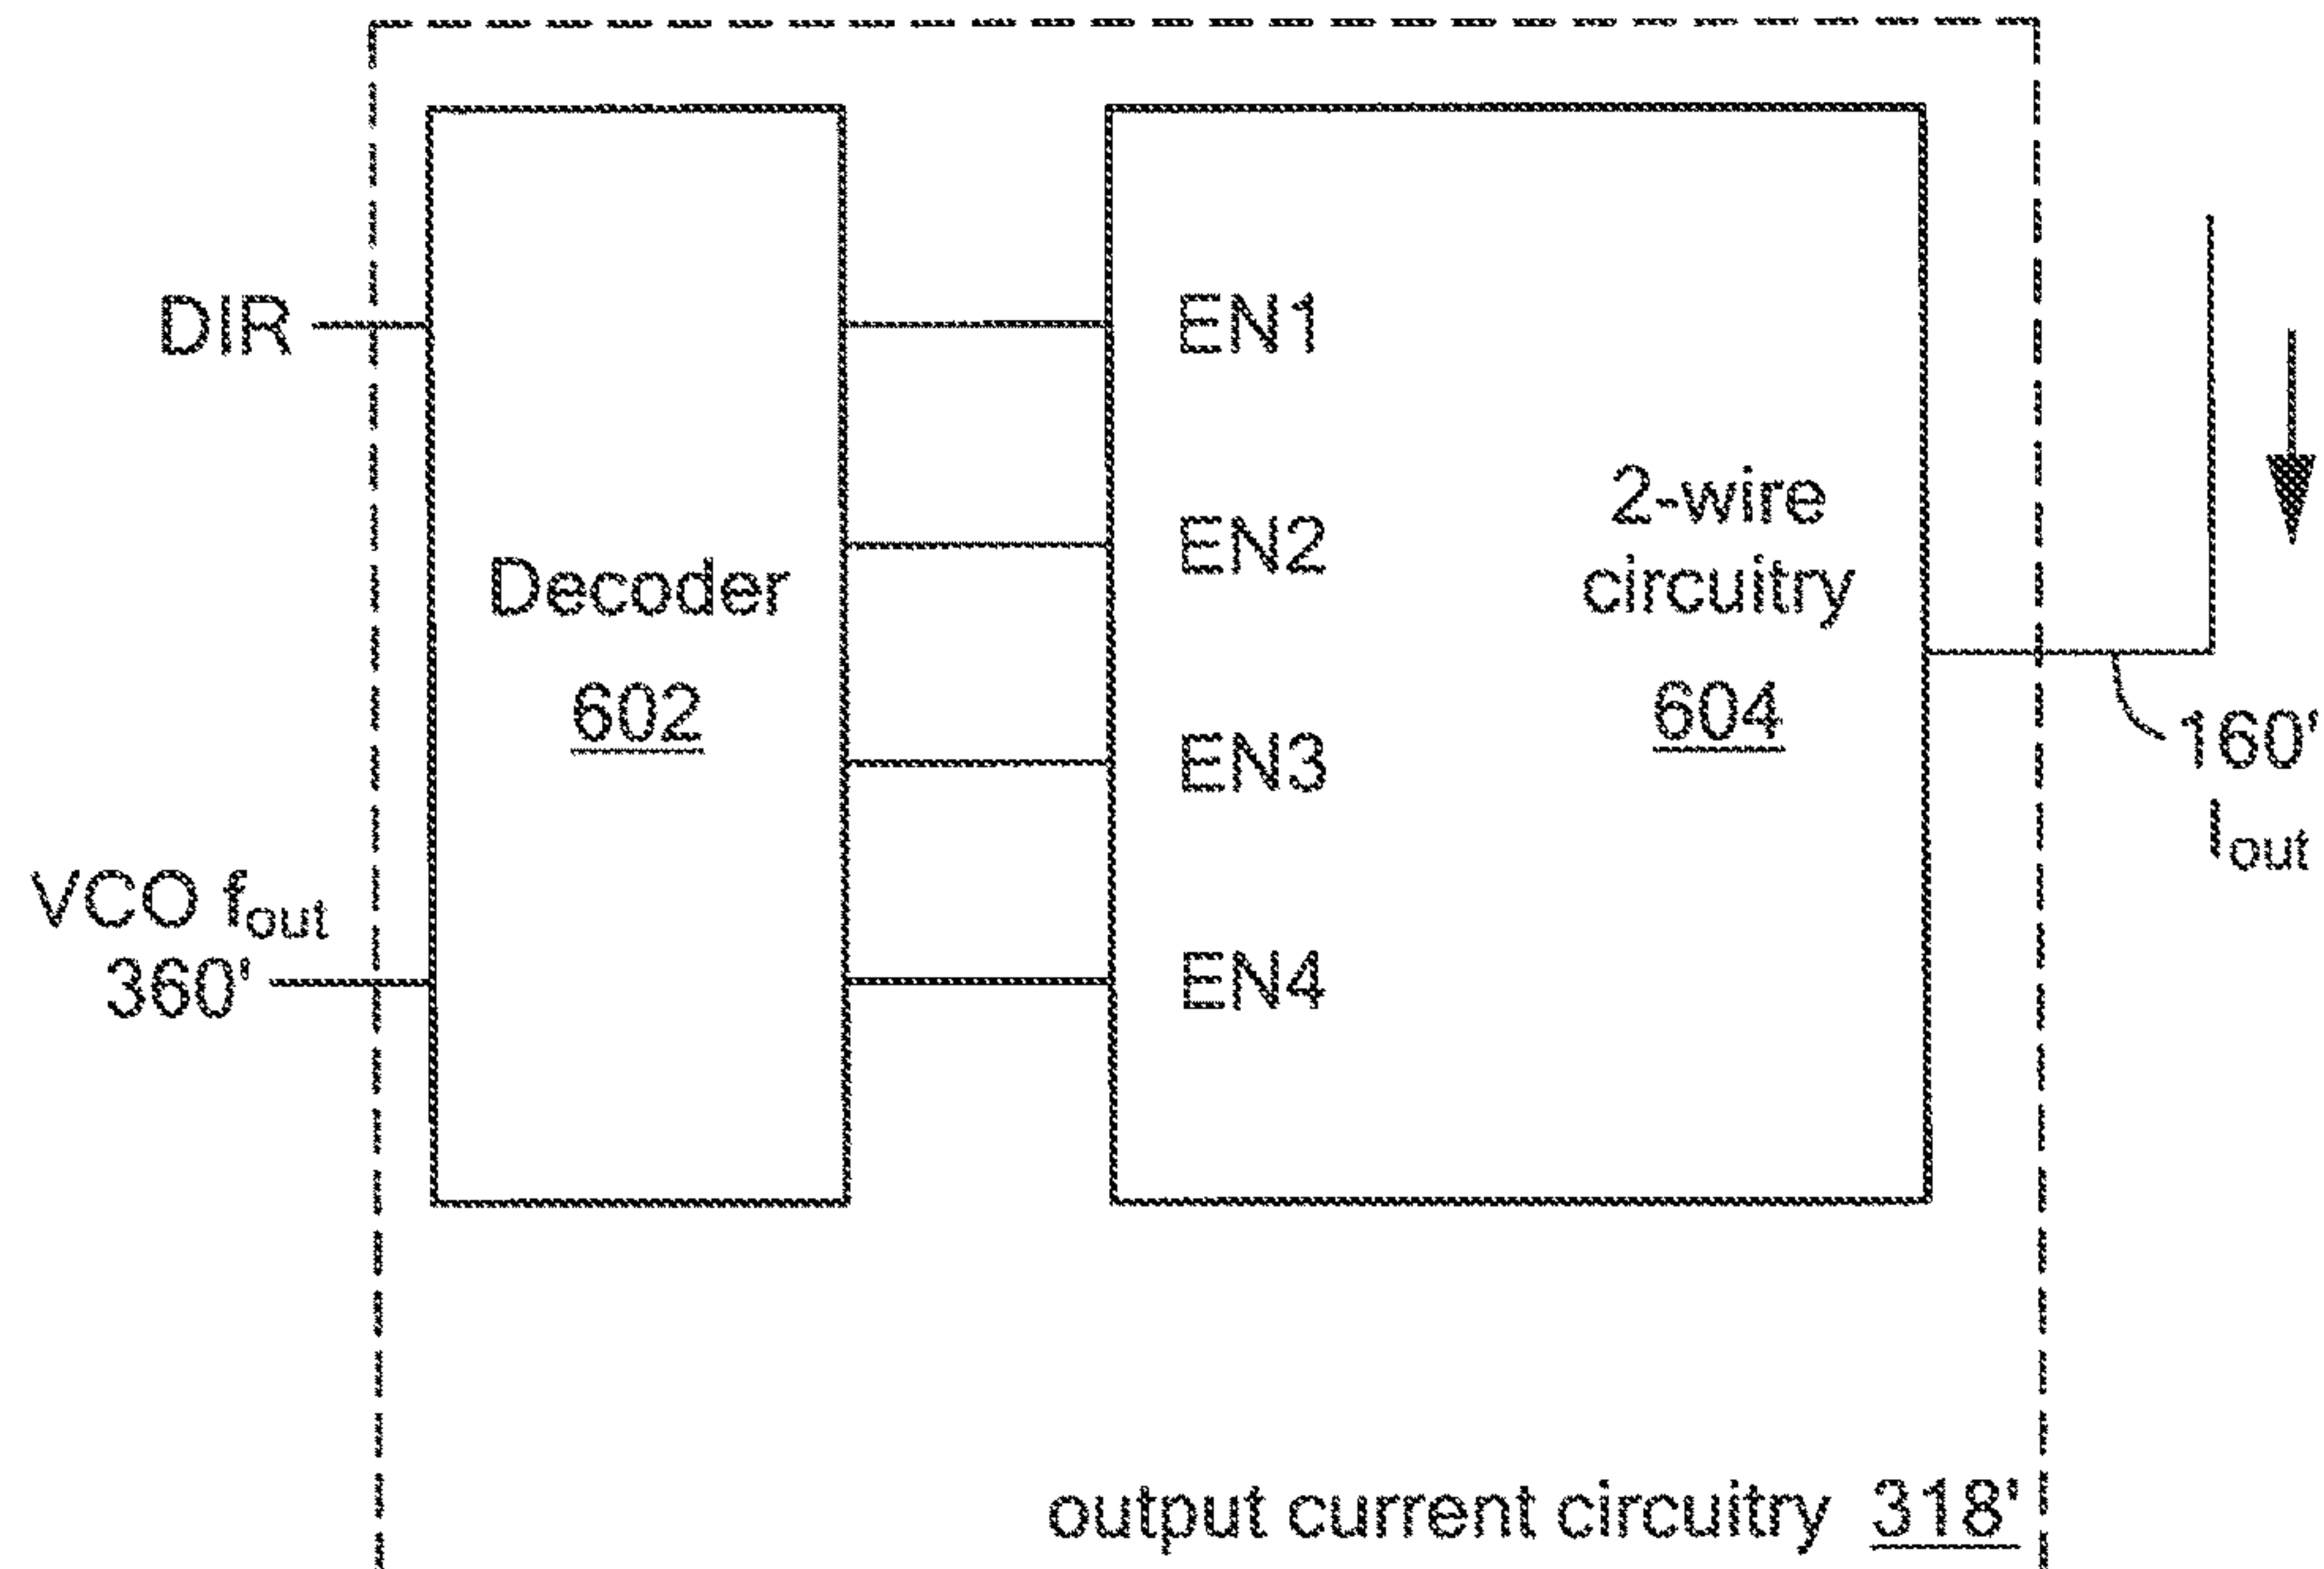 DIR
VCO fout
360'
Decoder
602
EN1
EN2
EN3
EN4
2-wire
circuitry
604
160'
Iout
output current circuitry 318'